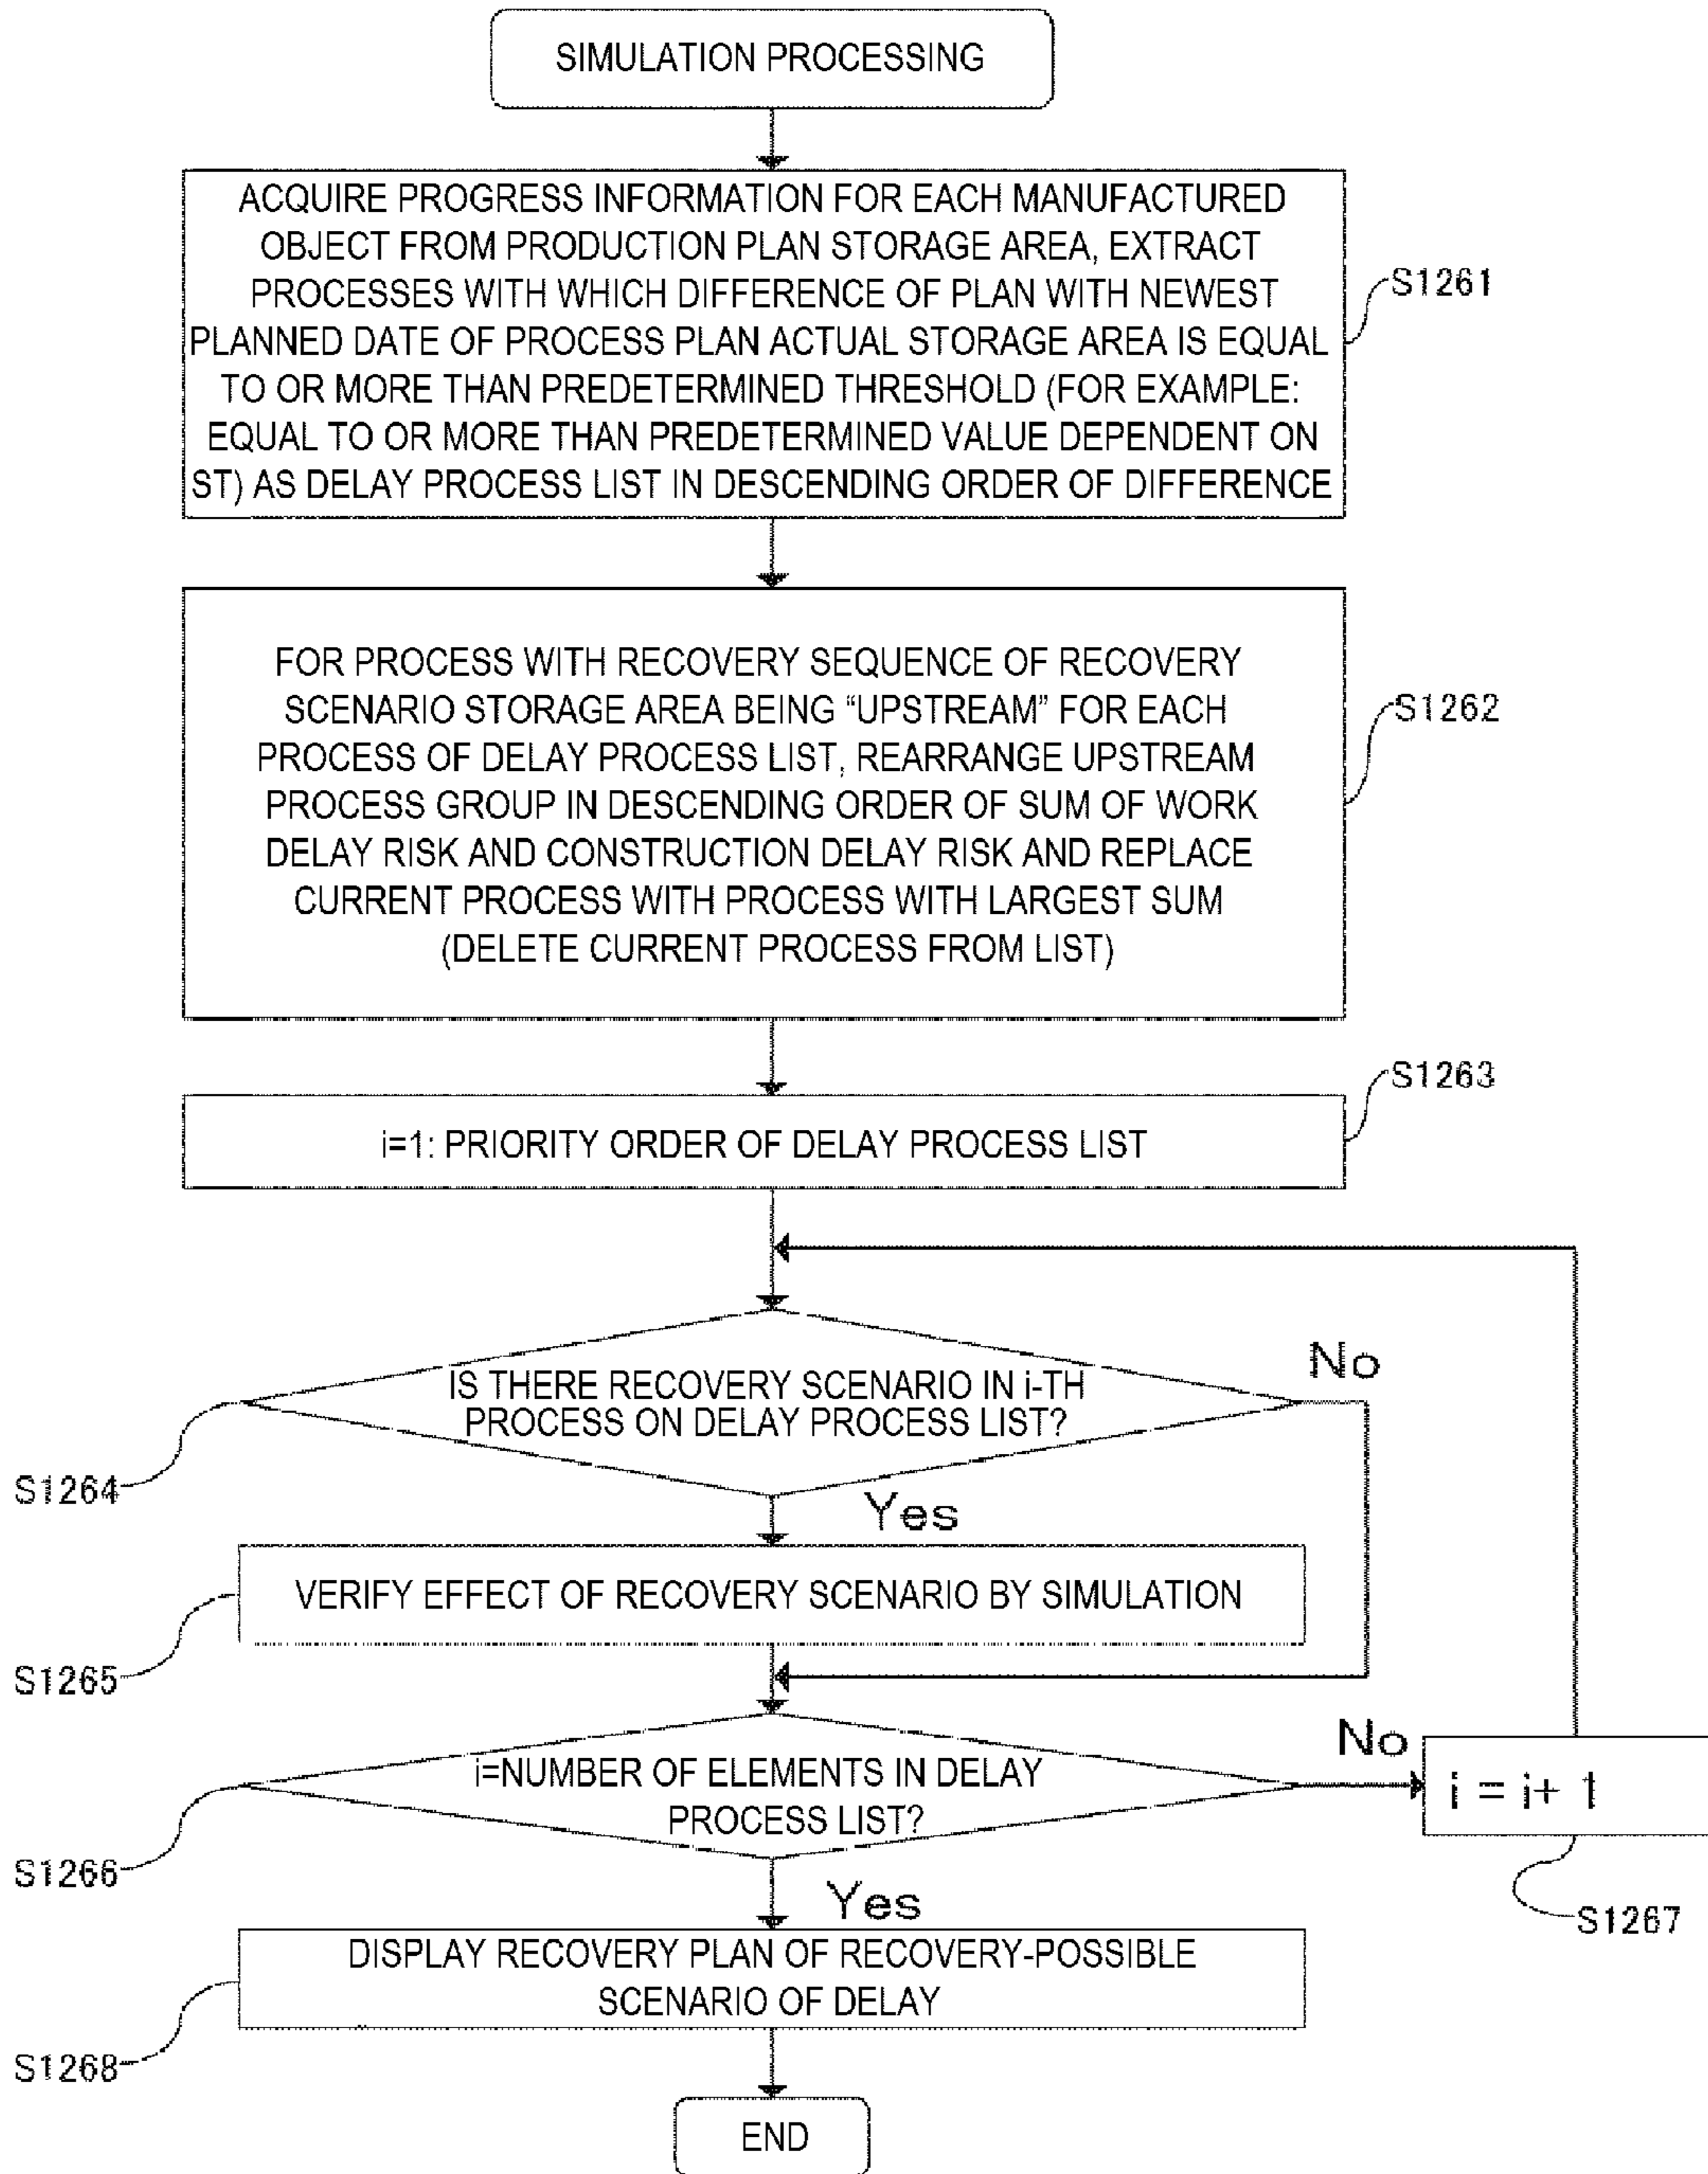 SIMULATION PROCESSING
ACQUIRE PROGRESS INFORMATION FOR EACH MANUFACTURED
OBJECT FROM PRODUCTION PLAN STORAGE AREA, EXTRACT
PROCESSES WITH WHICH DIFFERENCE OF PLAN WITH NEWEST
PLANNED DATE OF PROCESS PLAN ACTUAL STORAGE AREA IS EQUAL
TO OR MORE THAN PREDETERMINED THRESHOLD (FOR EXAMPLE:
EQUAL TO OR MORE THAN PREDETERMINED VALUE DEPENDENT ON
ST) AS DELAY PROCESS LIST IN DESCENDING ORDER OF DIFFERENCE
S1261
FOR PROCESS WITH RECOVERY SEQUENCE OF RECOVERY
SCENARIO STORAGE AREA BEING “UPSTREAM” FOR EACH
PROCESS OF DELAY PROCESS LIST, REARRANGE UPSTREAM
PROCESS GROUP IN DESCENDING ORDER OF SUM OF WORK
DELAY RISK AND CONSTRUCTION DELAY RISK AND REPLACE
CURRENT PROCESS WITH PROCESS WITH LARGEST SUM
(DELETE CURRENT PROCESS FROM LIST)
S1262
i=1: PRIORITY ORDER OF DELAY PROCESS LIST
S1263
IS THERE RECOVERY SCENARIO IN i-TH
PROCESS ON DELAY PROCESS LIST?
No
S1264
Yes
VERIFY EFFECT OF RECOVERY SCENARIO BY SIMULATION
S1265
i=NUMBER OF ELEMENTS IN DELAY
PROCESS LIST?
No
i = i+ 1
S1266
Yes
S1267
DISPLAY RECOVERY PLAN OF RECOVERY-POSSIBLE
SCENARIO OF DELAY
S1268
END